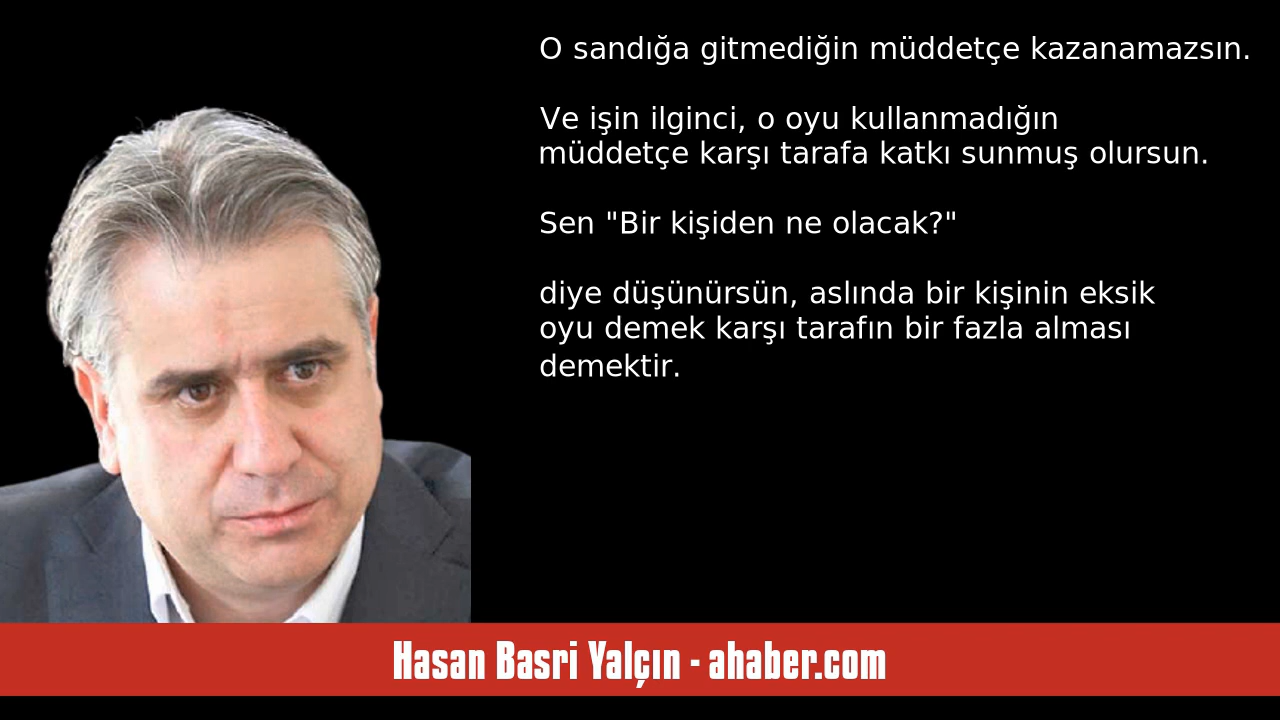 O sandığa gitmediğin müddetçe kazanamazsın.
Ve işin ilginci, o oyu kullanmadığın
müddetçe karşı tarafa katkı sunmuş olursun.
Sen "Bir kişiden ne olacak?"
diye düşünürsün, aslında bir kişinin eksik
oyu demek karşı tarafın bir fazla alması
demektir.
Hasan Basri Yalçın - ahaber.com